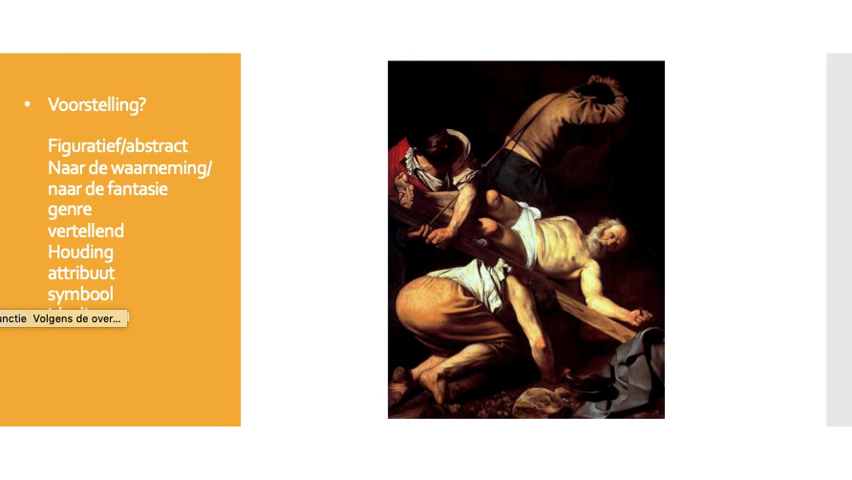 Voorstelling?
Figuratief/abstract
Naar de waarneming/
naar de fantasie
genre
vertellend
Houding
attribuut
symbool
Volgens de over...